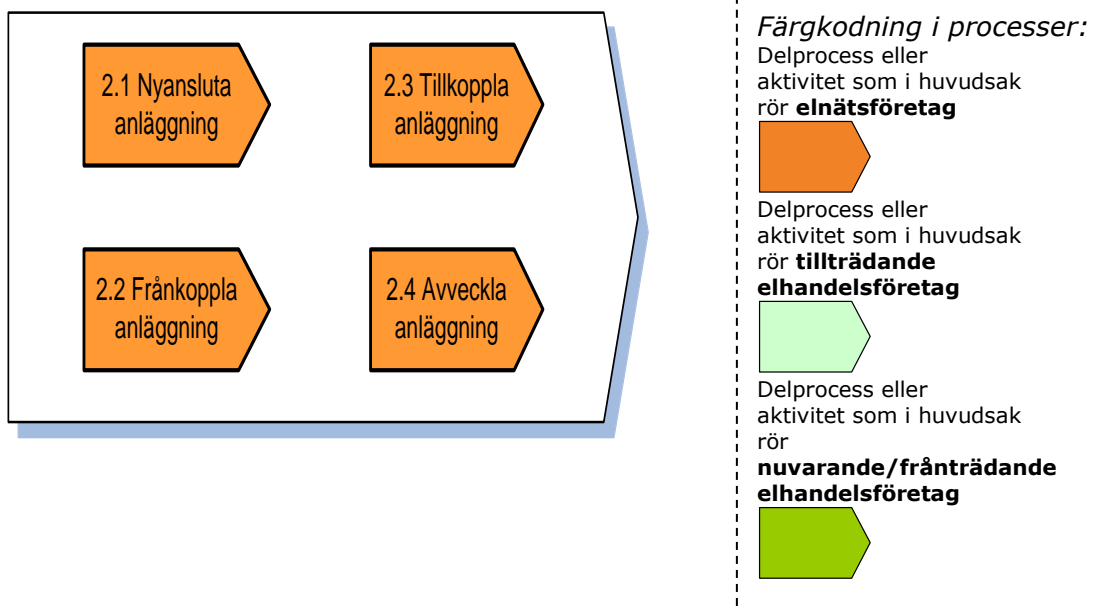 2.1 Nyansluta
anläggning
2.3 Tillkoppla
anläggning
2.2 Frånkoppla
anläggning
2.4 Avveckla
anläggning
Färgkodning i processer:
Delprocess eller
aktivitet som i huvudsak
rör elnätsföretag
Delprocess eller
aktivitet som i huvudsak
rör tillträdande
elhandelsföretag
Delprocess eller
aktivitet som i huvudsak
rör
nuvarande/frånträdande
elhandelsföretag